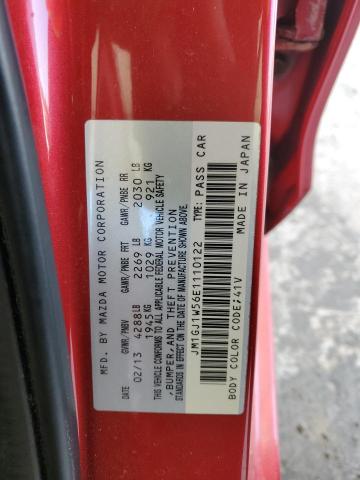 MFD. BY MAZDA MOTOR CORPORATION
GVWR/PNBV GAWR/PNBE FRT GAWR/PNBE RR
02/13 4288LB 2269 LB 2030 LB
1945KG 1029 KG 921 KG
THIS VEHICLE CONFORMS TO ALL APPLICABLE FEDERAL MOTOR VEHICLE SAFETY
,BUMPER,AND THEFT PREVENTION
STANDARDS IN EFFECT ON THE DATE OF MANUFACTURE SHOWN ABOVE.
JM1GJ1W56E1110122 TYPE: PASS CAR
BODY COLOR CODE:41V MADE IN JAPAN